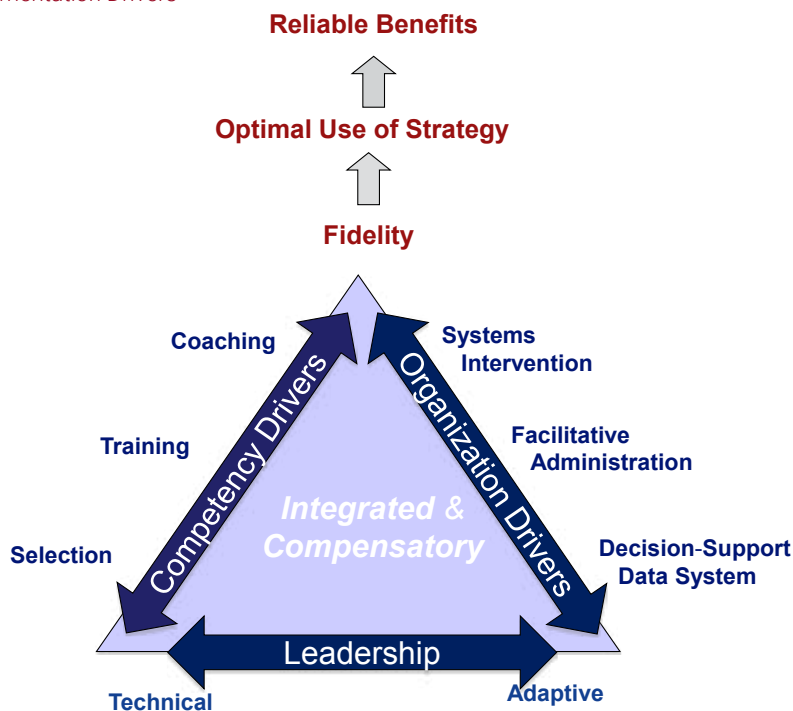 Drivers
Reliable Benefits
Optimal Use of Strategy
Fidelity
Coaching
Systems
Intervention
Competency Drivers
Organization Drivers
Training
Facilitative
Administration
Integrated &
Compensatory
Selection
Decision-Support
Data System
Leadership
Technical
Adaptive